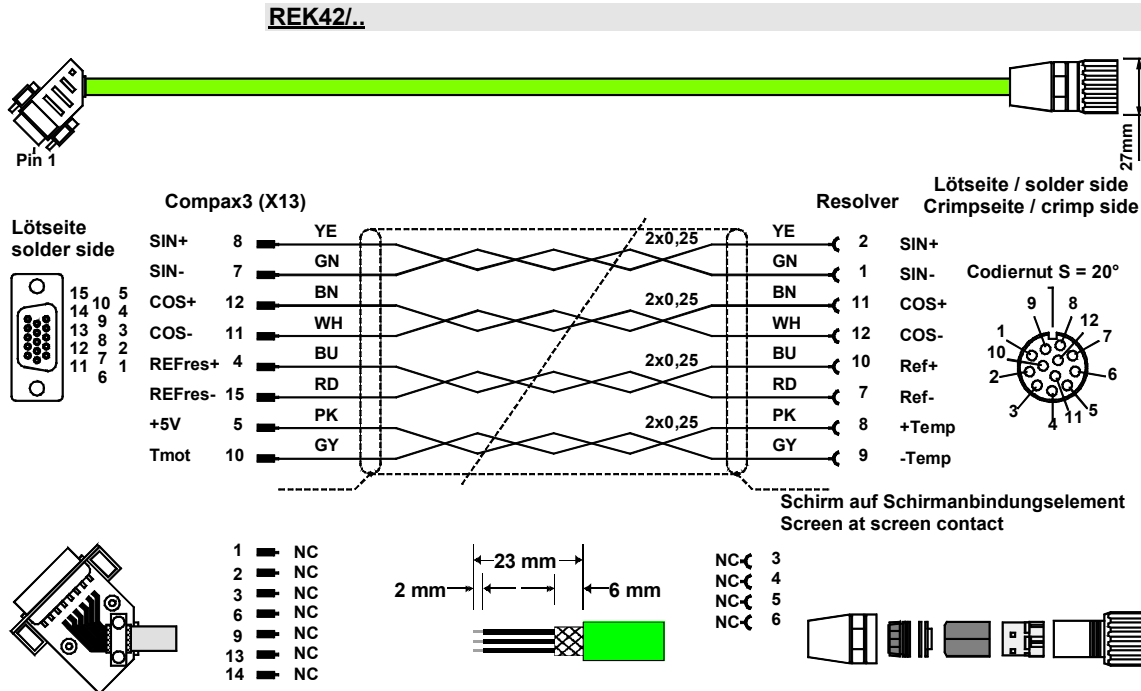 REK42/..
Pin 1
27mm
Compax3 (X13)
Resolver
Lötseite / solder side
Crimpseite / crimp side
Lötseite
solder side
15 5
10
14 4
9
13 3
8
12 2
7
11 1
6
SIN+ 8 YE 2x0,25 YE 2 SIN+
SIN- 7 GN GN 1 SIN-
COS+ 12 BN 2x0,25 BN 11 COS+
COS- 11 WH WH 12 COS-
REFres+ 4 BU 2x0,25 BU 10 Ref+
REFres- 15 RD RD 7 Ref-
+5V 5 PK 2x0,25 PK 8 +Temp
Tmot 10 GY GY 9 -Temp
Codiernut S = 20°
9 8
12
1 7
10
2 6
3 5
4 11
Schirm auf Schirmanbindungselement
Screen at screen contact
1 NC
2 NC
3 NC
6 NC
9 NC
13 NC
14 NC
23 mm
2 mm 6 mm
NC 3
NC 4
NC 5
NC 6